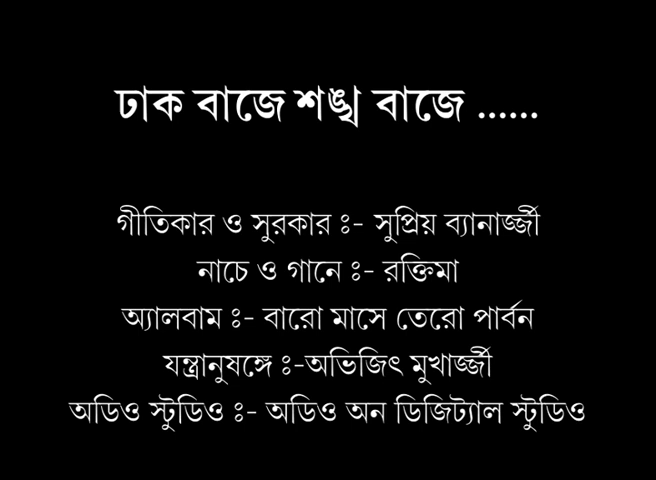 ঢাক বাজে শঙ্খ বাজে ......
গীতিকার ও সুরকার ঃ- সুপ্রিয় ব্যানার্জ্জী
নাচে ও গানে ঃ- রক্তিমা
অ্যালবাম ঃ- বারো মাসে তেরো পার্বন
যন্ত্রানুষঙ্গে ঃ-অভিজিৎ মুখার্জ্জী
অডিও স্টুডিও ঃ- অডিও অন ডিজিট্যাল স্টুডিও